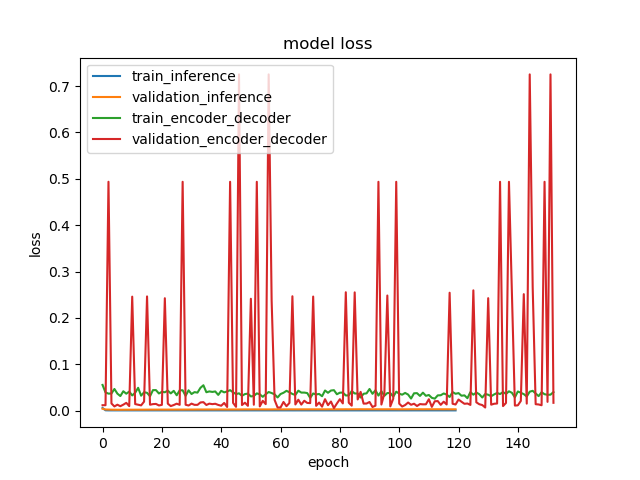 model loss
train_inference
validation_inference
train_encoder_decoder
validation_encoder_decoder
loss
0.7
0.6
0.5
0.4
0.3
0.2
0.1
0.0
0 20 40 60 80 100 120 140
epoch